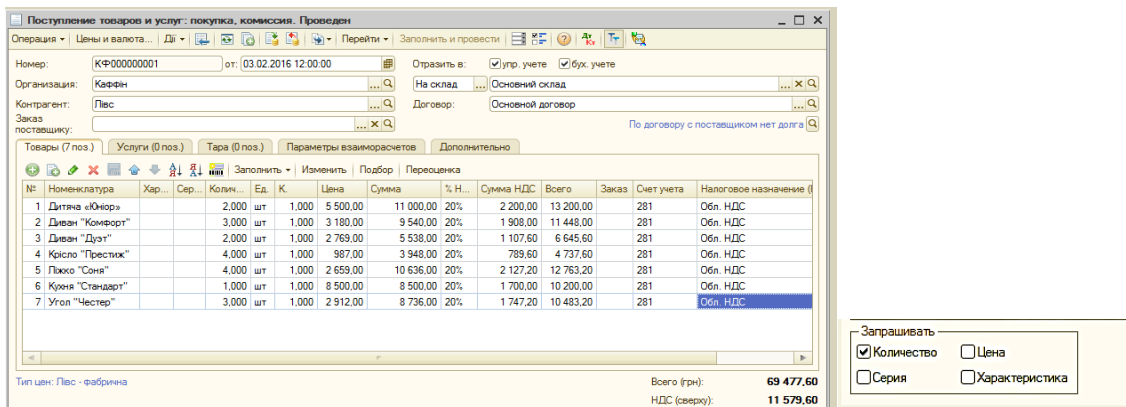 Поступление товаров и услуг: покупка, комиссия. Проведен
Операция Цены и валюта... Дії Перейти Заполнить и провести
Номер: КФ000000001 от: 03.02.2016 12:00:00 Отразить в: упр. учете бух. учете
Организация: Каффін На склад Основний склад
Контрагент: Півс Договор: Основной договор
Заказ
поставщику: По договору с поставщиком нет долга
Товары (7 поз.) Услуги (0 поз.) Тара (0 поз.) Параметры взаиморасчетов Дополнительно
Заполнить Изменить Подбор Переоценка
№ Номенклатура Хар... Сер... Колич... Ед. К. Цена Сумма % Н... Сумма НДС Всего Заказ Счет учета Налоговое назначение (
1 Дитяча «Юніор» 2,000 шт 1,000 5 500,00 11 000,00 20% 2 200,00 13 200,00 281 Обл. НДС
2 Диван "Комфорт" 3,000 шт 1,000 3 180,00 9 540,00 20% 1 908,00 11 448,00 281 Обл. НДС
3 Диван "Дуэт" 2,000 шт 1,000 2 769,00 5 538,00 20% 1 107,60 6 645,60 281 Обл. НДС
4 Крісло "Престиж" 4,000 шт 1,000 987,00 3 948,00 20% 789,60 4 737,60 281 Обл. НДС
5 Ліжко "Соня" 4,000 шт 1,000 2 659,00 10 636,00 20% 2 127,20 12 763,20 281 Обл. НДС
6 Кухня "Стандарт" 1,000 шт 1,000 8 500,00 8 500,00 20% 1 700,00 10 200,00 281 Обл. НДС
7 Угол "Честер" 3,000 шт 1,000 2 912,00 8 736,00 20% 1 747,20 10 483,20 281 Обл. НДС
Тип цен: Півс - фабрична Всего (грн): 69 477,60
НДС (сверху): 11 579,60
Запрашивать
Количество Цена
Серия Характеристика